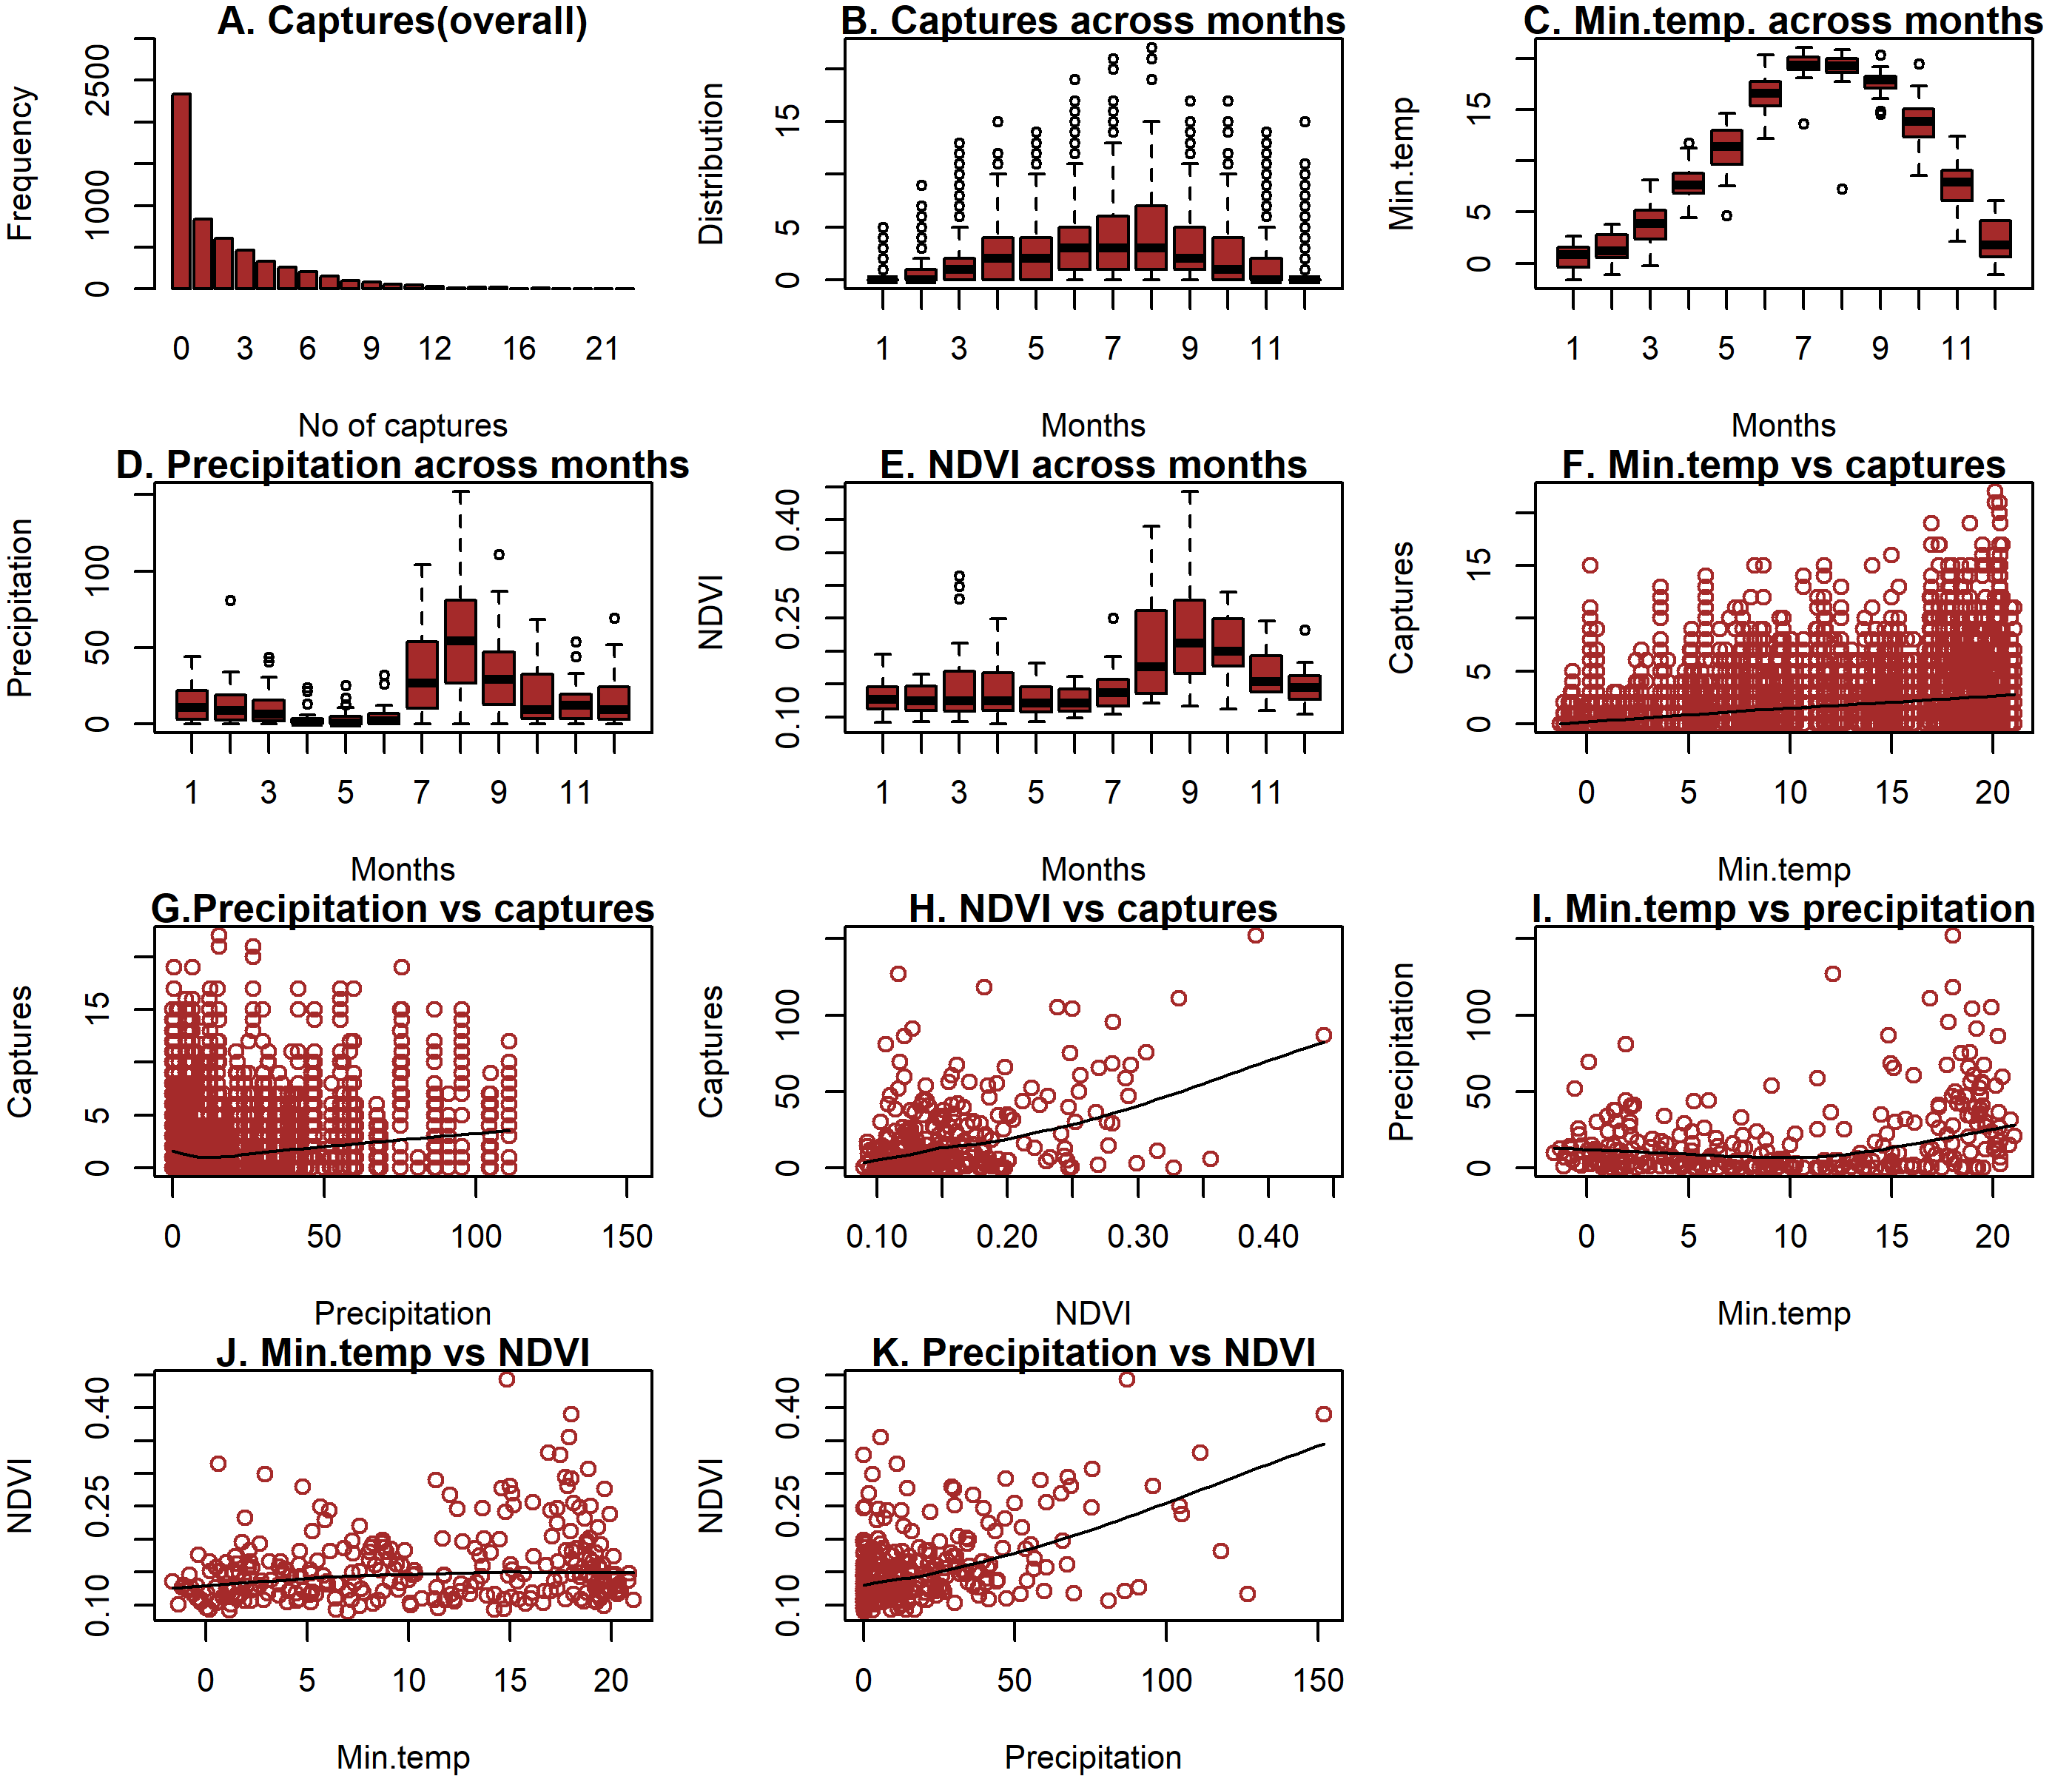 A. Captures(overall)
Frequency
0 1000 2500
0 3 6 9 12 16 21
No of captures
B. Captures across months
Distribution
0 5 15
1 3 5 7 9 11
Months
C. Min.temp. across months
Min.temp
0 5 15
1 3 5 7 9 11
Months
D. Precipitation across months
Precipitation
0 50 100
1 3 5 7 9 11
Months
E. NDVI across months
NDVI
0.10 0.25 0.40
1 3 5 7 9 11
Months
F. Min.temp vs captures
Captures
0 5 15
0 5 10 15 20
Min.temp
G.Precipitation vs captures
Captures
0 5 15
0 50 100 150
Precipitation
H. NDVI vs captures
Captures
0 50 100
0.10 0.20 0.30 0.40
NDVI
I. Min.temp vs precipitation
Precipitation
0 50 100
0 5 10 15 20
Min.temp
J. Min.temp vs NDVI
NDVI
0.10 0.25 0.40
0 5 10 15 20
Min.temp
K. Precipitation vs NDVI
NDVI
0.10 0.25 0.40
0 50 100 150
Precipitation